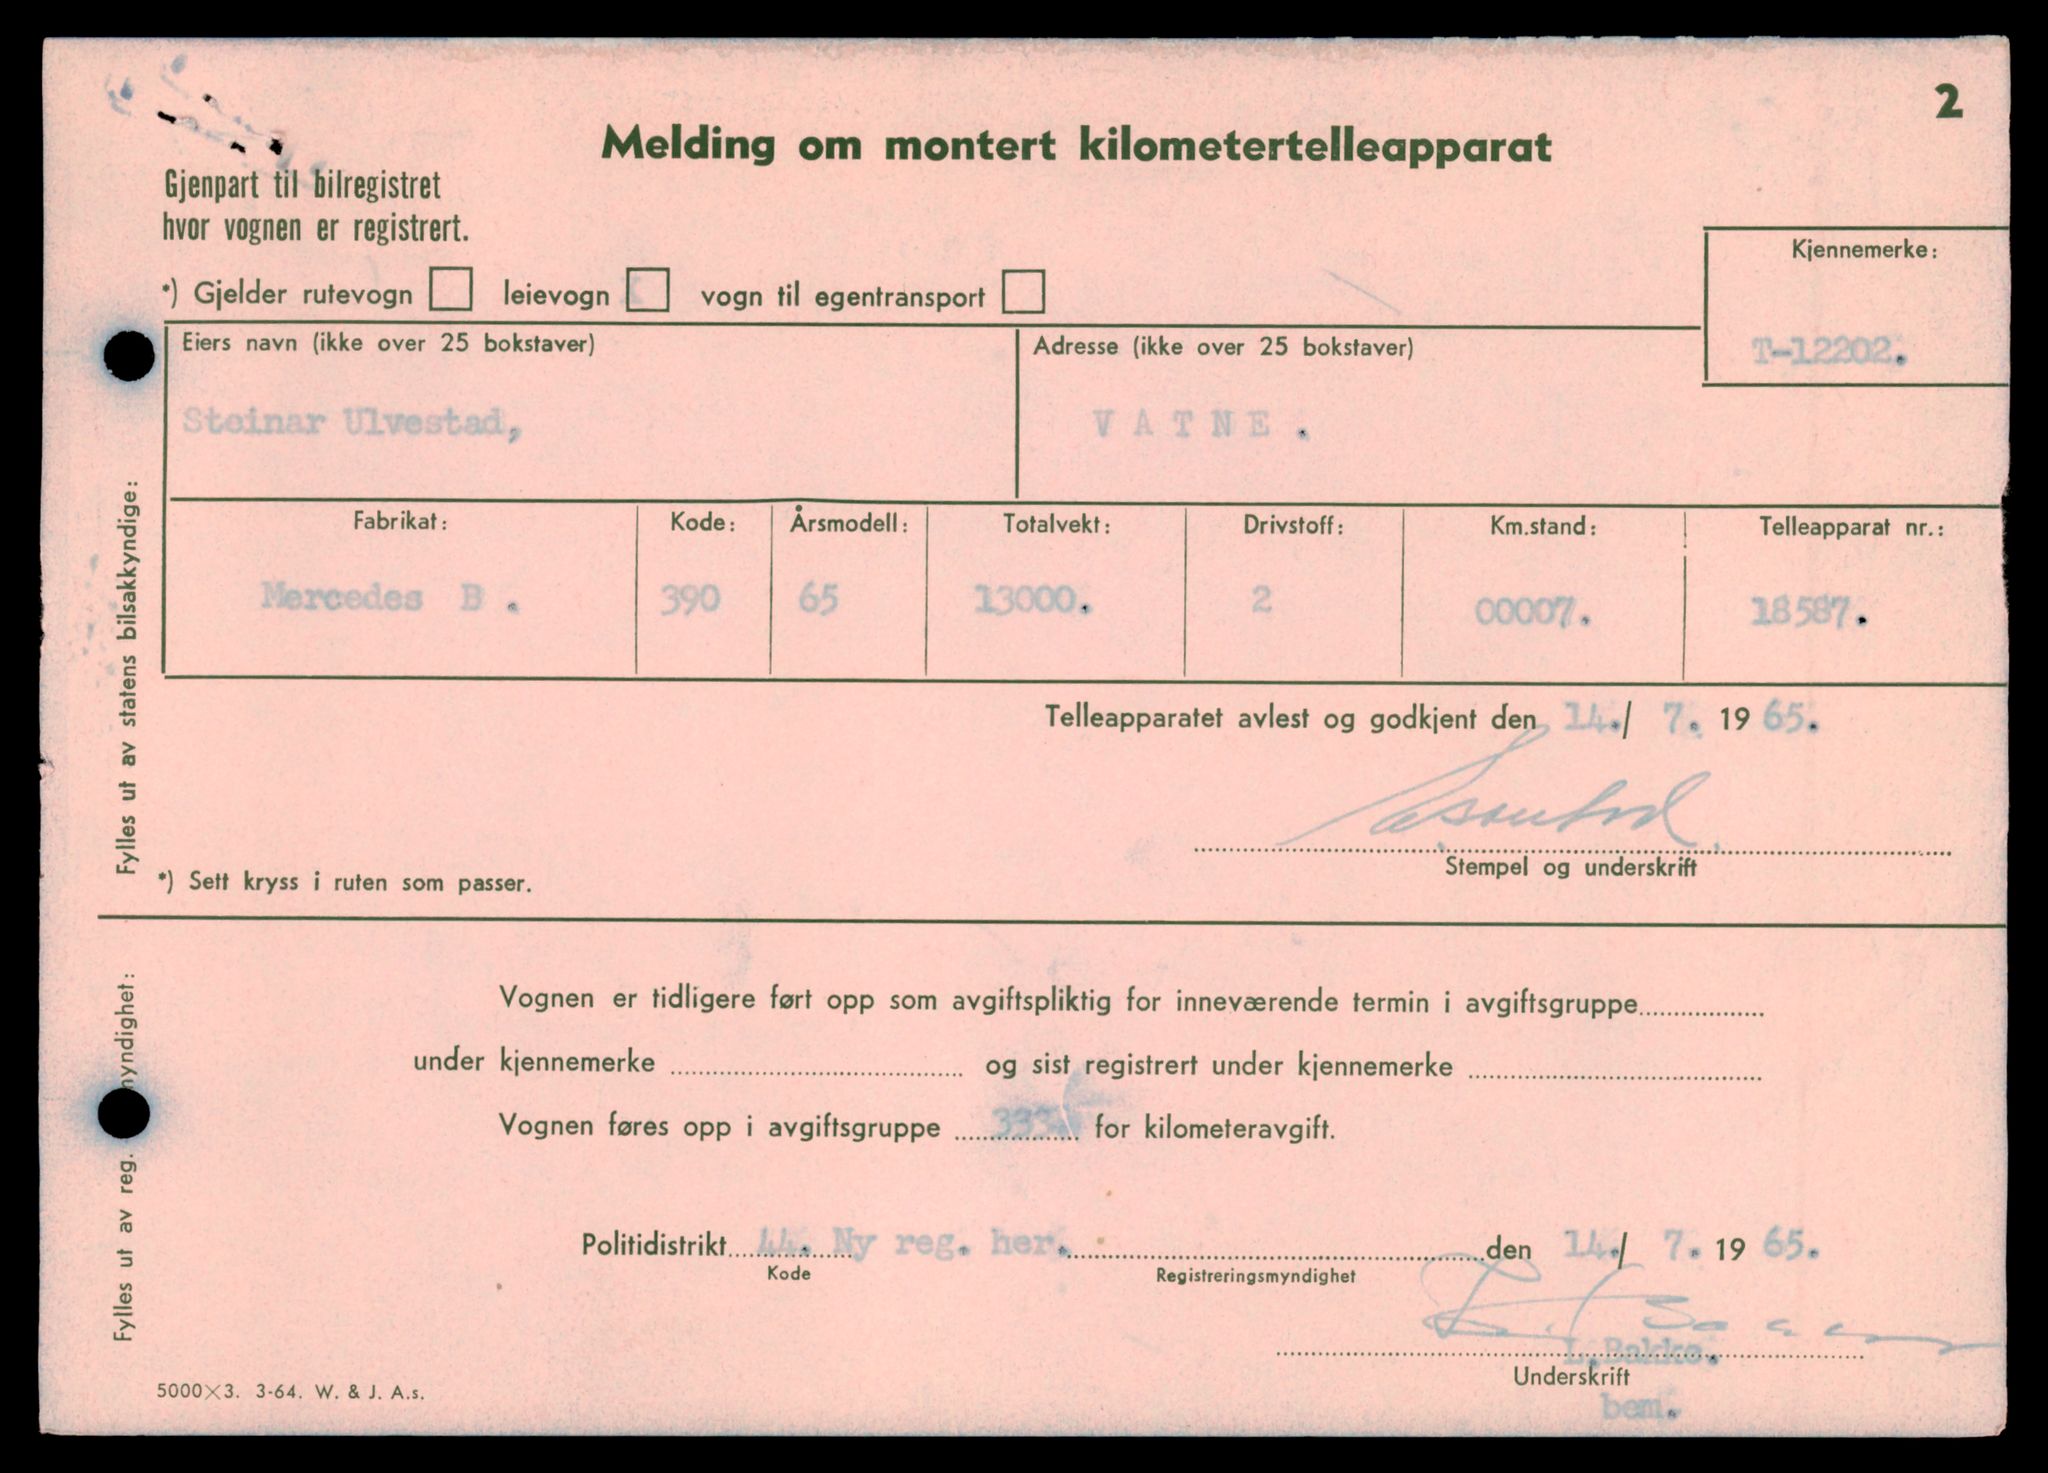 2
Melding om montert kilometertelleapparat
Gjenpart til bilregistret
hvor vognen er registrert.
Kjennemerke:
T-12202.
*) Gjelder rutevogn leievogn x vogn til egentransport
Eiers navn (ikke over 25 bokstaver) Adresse (ikke over 25 bokstaver)
Steinar Ulvestad, V A T N E .
Fabrikat: Kode: Årsmodell: Totalvekt: Drivstoff: Km.stand: Telleapparat nr.:
Mercedes B . 390 65 13000. 2 00007. 18587.
Telleapparatet avlest og godkjent den 14./ 7. 19 65.
Stempel og underskrift
*) Sett kryss i ruten som passer.
Fylles ut av statens bilsakkyndige:
Vognen er tidligere ført opp som avgiftspliktig for inneværende termin i avgiftsgruppe
under kjennemerke og sist registrert under kjennemerke
Vognen føres opp i avgiftsgruppe 333. for kilometeravgift.
Politidistrikt 44. Ny reg. her. den 14./ 7. 19 65.
Kode Registreringsmyndighet
L.Bakke.
Underskrift
bem.
Fylles ut av reg. myndighet:
5000×3. 3-64. W. & J. A.s.